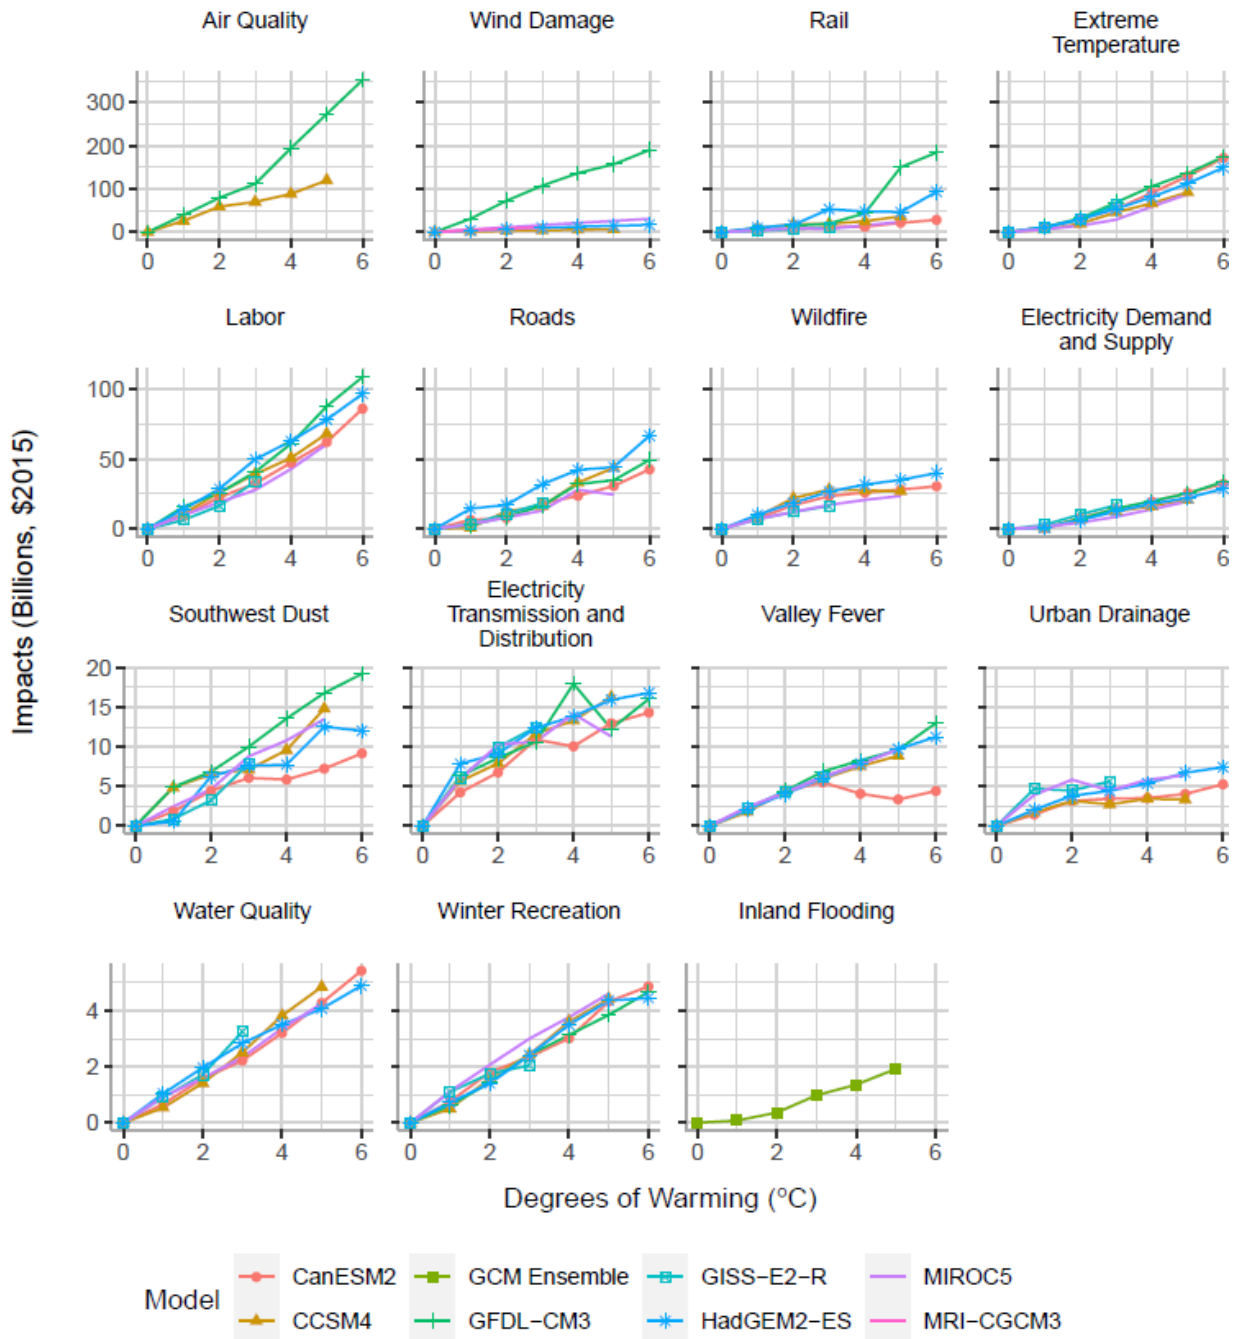 Air Quality
Wind Damage
Rail
Extreme
Temperature
300
200
100
0
0 2 4 6
0 2 4 6
0 2 4 6
0 2 4 6
Labor
Roads
Wildfire
Electricity Demand
and Supply
100
50
0
0 2 4 6
0 2 4 6
0 2 4 6
0 2 4 6
Impacts (Billions, $2015)
Southwest Dust
Electricity
Transmission and
Distribution
Valley Fever
Urban Drainage
20
15
10
5
0
0 2 4 6
0 2 4 6
0 2 4 6
0 2 4 6
Water Quality
Winter Recreation
Inland Flooding
4
2
0
0 2 4 6
0 2 4 6
0 2 4 6
Degrees of Warming (°C)
Model
CanESM2
GCM Ensemble
GISS−E2−R
MIROC5
CCSM4
GFDL−CM3
HadGEM2−ES
MRI−CGCM3